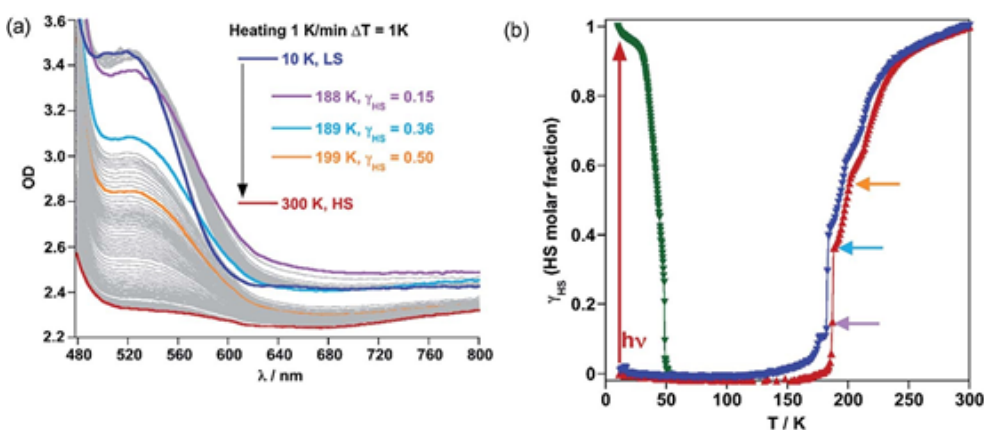 (a)
Heating 1 K/min ΔT = 1K
10 K, LS
188 K, γHS = 0.15
189 K, γHS = 0.36
199 K, γHS = 0.50
300 K, HS
OD
3.6
3.4
3.2
3.0
2.8
2.6
2.4
2.2
480 520 560 600 640 680 720 760 800
λ / nm
(b)
γHS (HS molar fraction)
1
0.8
0.6
0.4
0.2
0
hν
0 50 100 150 200 250 300
T / K